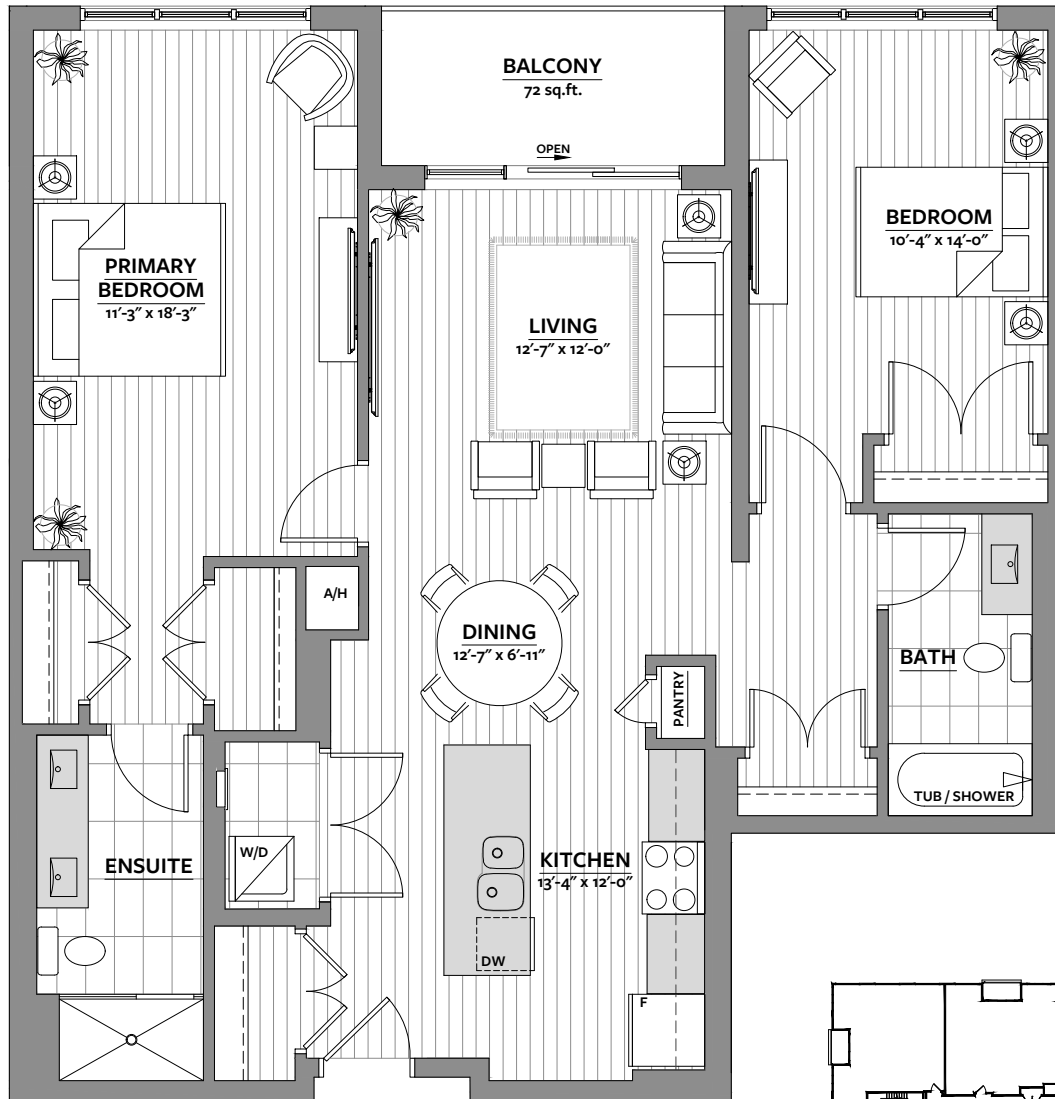 BALCONY
72 sq.ft.
OPEN
PRIMARY
BEDROOM
11'-3" x 18'-3"
BEDROOM
10'-4" x 14'-0"
LIVING
12'-7" x 12'-0"
A/H
DINING
12'-7" x 6'-11"
PANTRY
BATH
TUB / SHOWER
W/D
ENSUITE
KITCHEN
13'-4" x 12'-0"
DW
F